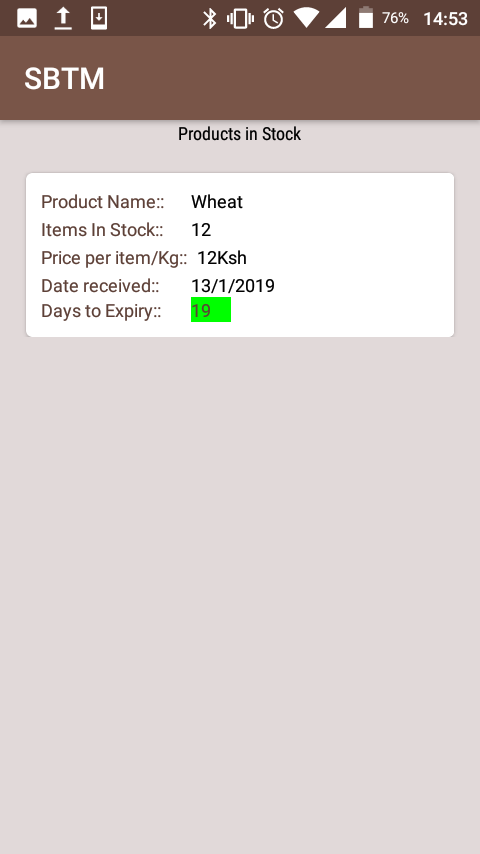 76% 14:53
SBTM
Products in Stock
Product Name:: Wheat
Items In Stock:: 12
Price per item/Kg:: 12Ksh
Date received:: 13/1/2019
Days to Expiry:: 19